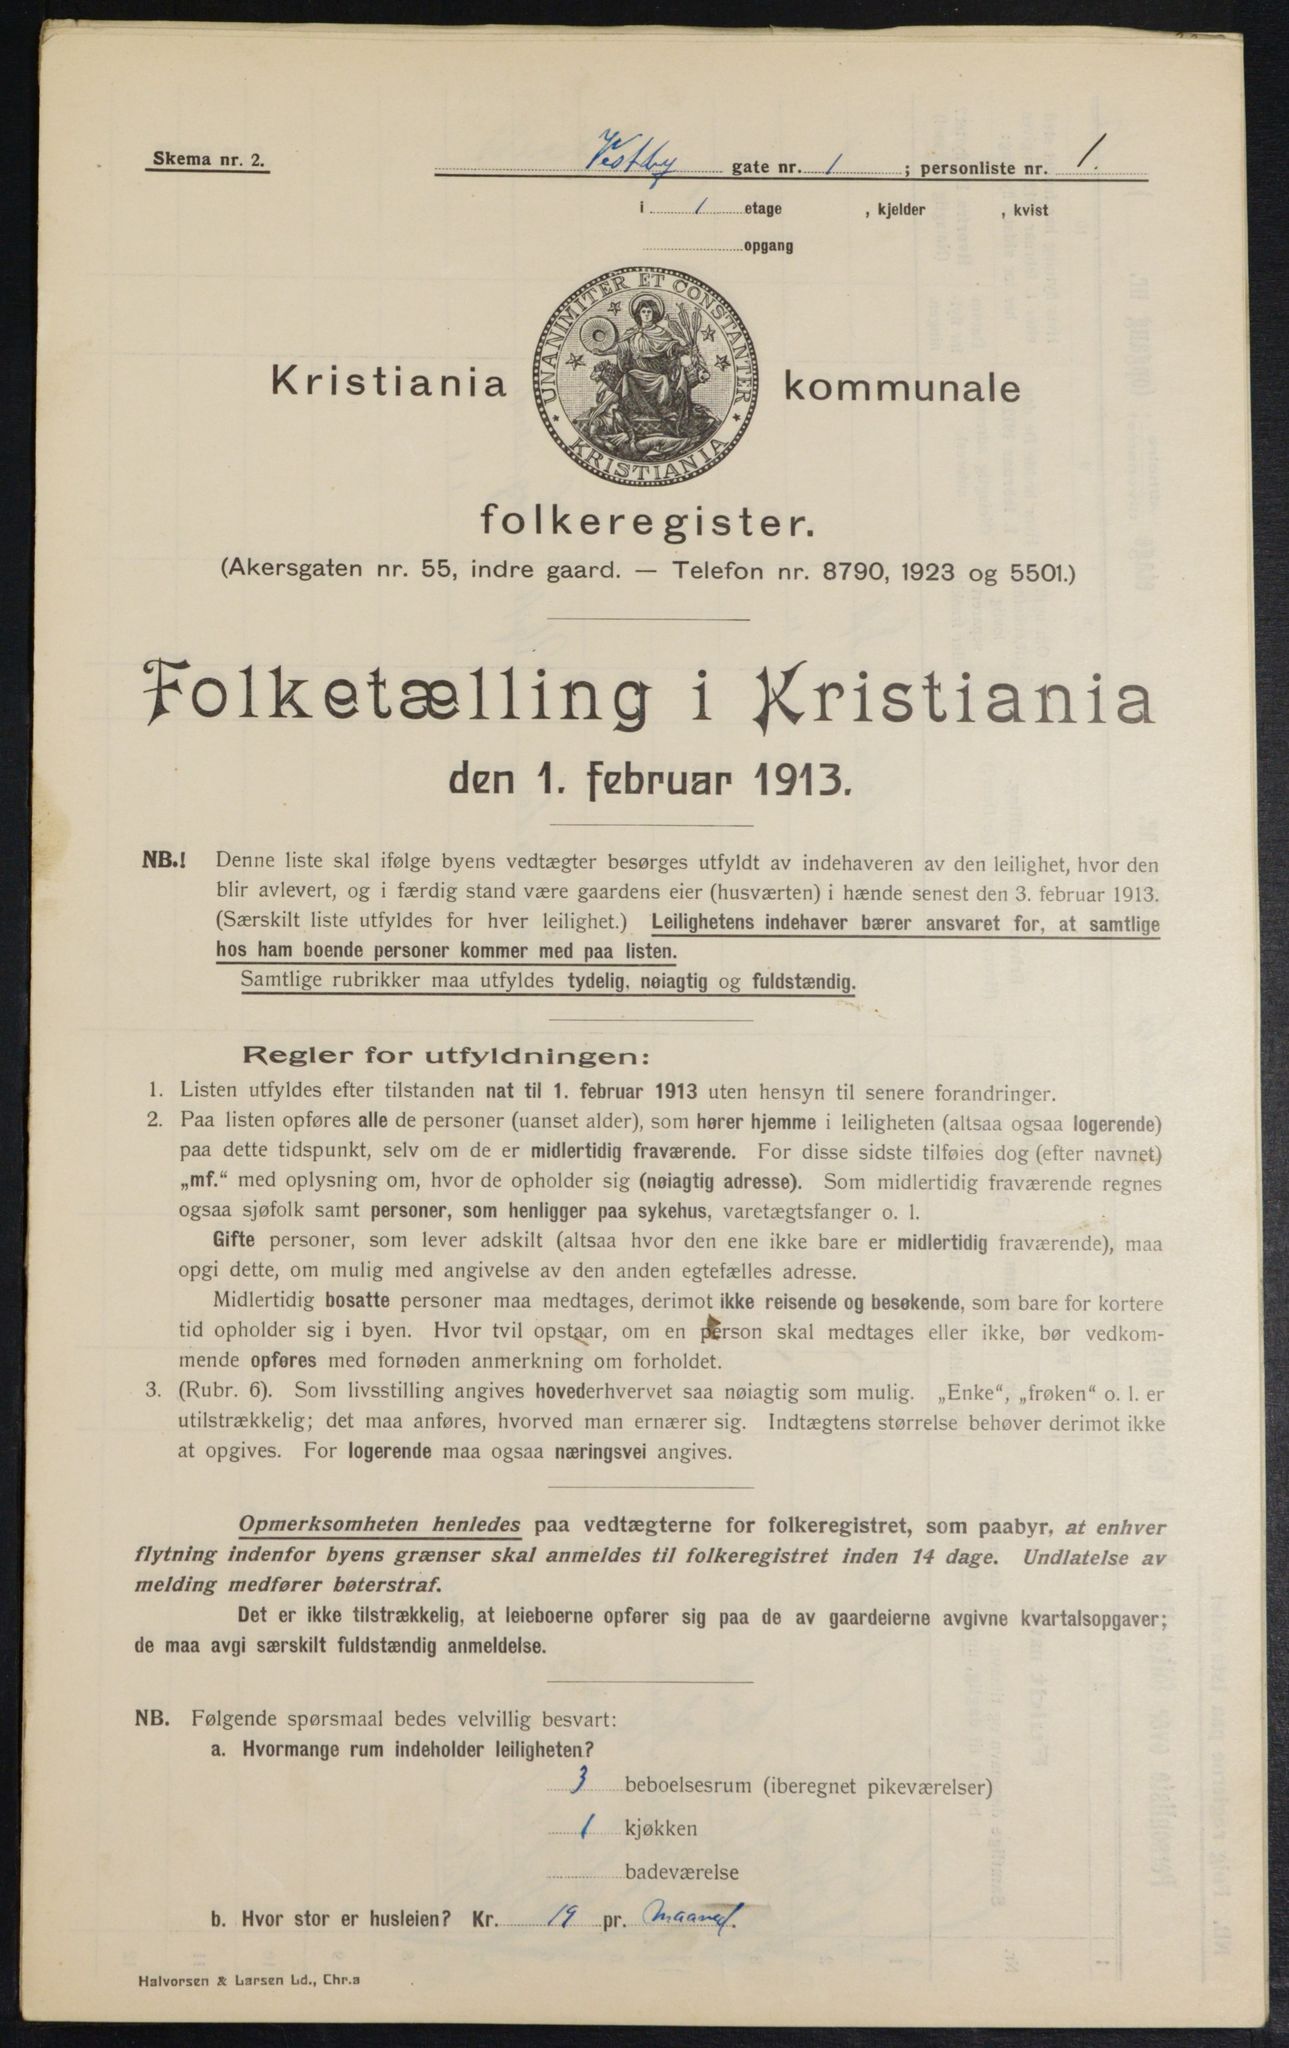 Skema nr. 2.
Vestby gate nr. 1 ; personliste nr. 1.
i 1 etage , kjelder , kvist
opgang
UNANIMITER ET CONSTANTER
KRISTIANIA
Kristiania kommunale
folkeregister.
(Akersgaten nr. 55, indre gaard. — Telefon nr. 8790, 1923 og 5501.)
Folketælling i Kristiania
den 1. februar 1913.
NB.! Denne liste skal ifølge byens vedtægter besørges utfyldt av indehaveren av den leilighet, hvor den
blir avlevert, og i færdig stand være gaardens eier (husværten) i hænde senest den 3. februar 1913.
(Særskilt liste utfyldes for hver leilighet.) Leilighetens indehaver bærer ansvaret for, at samtlige
hos ham boende personer kommer med paa listen.
Samtlige rubrikker maa utfyldes tydelig, nøiagtig og fuldstændig.
Regler for utfyldningen:
1. Listen utfyldes efter tilstanden nat til 1. februar 1913 uten hensyn til senere forandringer.
2. Paa listen opføres alle de personer (uanset alder), som hører hjemme i leiligheten (altsaa ogsaa logerende)
paa dette tidspunkt, selv om de er midlertidig fraværende. For disse sidste tilføies dog (efter navnet)
„mf.“ med oplysning om, hvor de opholder sig (nøiagtig adresse). Som midlertidig fraværende regnes
ogsaa sjøfolk samt personer, som henligger paa sykehus, varetægtsfanger o. l.
Gifte personer, som lever adskilt (altsaa hvor den ene ikke bare er midlertidig fraværende), maa
opgi dette, om mulig med angivelse av den anden egtefælles adresse.
Midlertidig bosatte personer maa medtages, derimot ikke reisende og besøkende, som bare for kortere
tid opholder sig i byen. Hvor tvil opstaar, om en person skal medtages eller ikke, bør vedkom-
mende opføres med fornøden anmerkning om forholdet.
3. (Rubr. 6). Som livsstilling angives hovederhvervet saa nøiagtig som mulig. „Enke“, „frøken“ o. l. er
utilstrækkelig; det maa anføres, hvorved man ernærer sig. Indtægtens størrelse behøver derimot ikke
at opgives. For logerende maa ogsaa næringsvei angives.
Opmerksomheten henledes paa vedtægterne for folkeregistret, som paabyr, at enhver
flytning indenfor byens grænser skal anmeldes til folkeregistret inden 14 dage. Undlatelse av
melding medfører bøterstraf.
Det er ikke tilstrækkelig, at leieboerne opfører sig paa de av gaardeierne avgivne kvartalsopgaver;
de maa avgi særskilt fuldstændig anmeldelse.
NB. Følgende spørsmaal bedes velvillig besvart:
a. Hvormange rum indeholder leiligheten?
3 beboelsesrum (iberegnet pikeværelser)
1 kjøkken
badeværelse
b. Hvor stor er husleien? Kr. 19 pr. Maaned.
Halvorsen & Larsen Ld., Chr.a